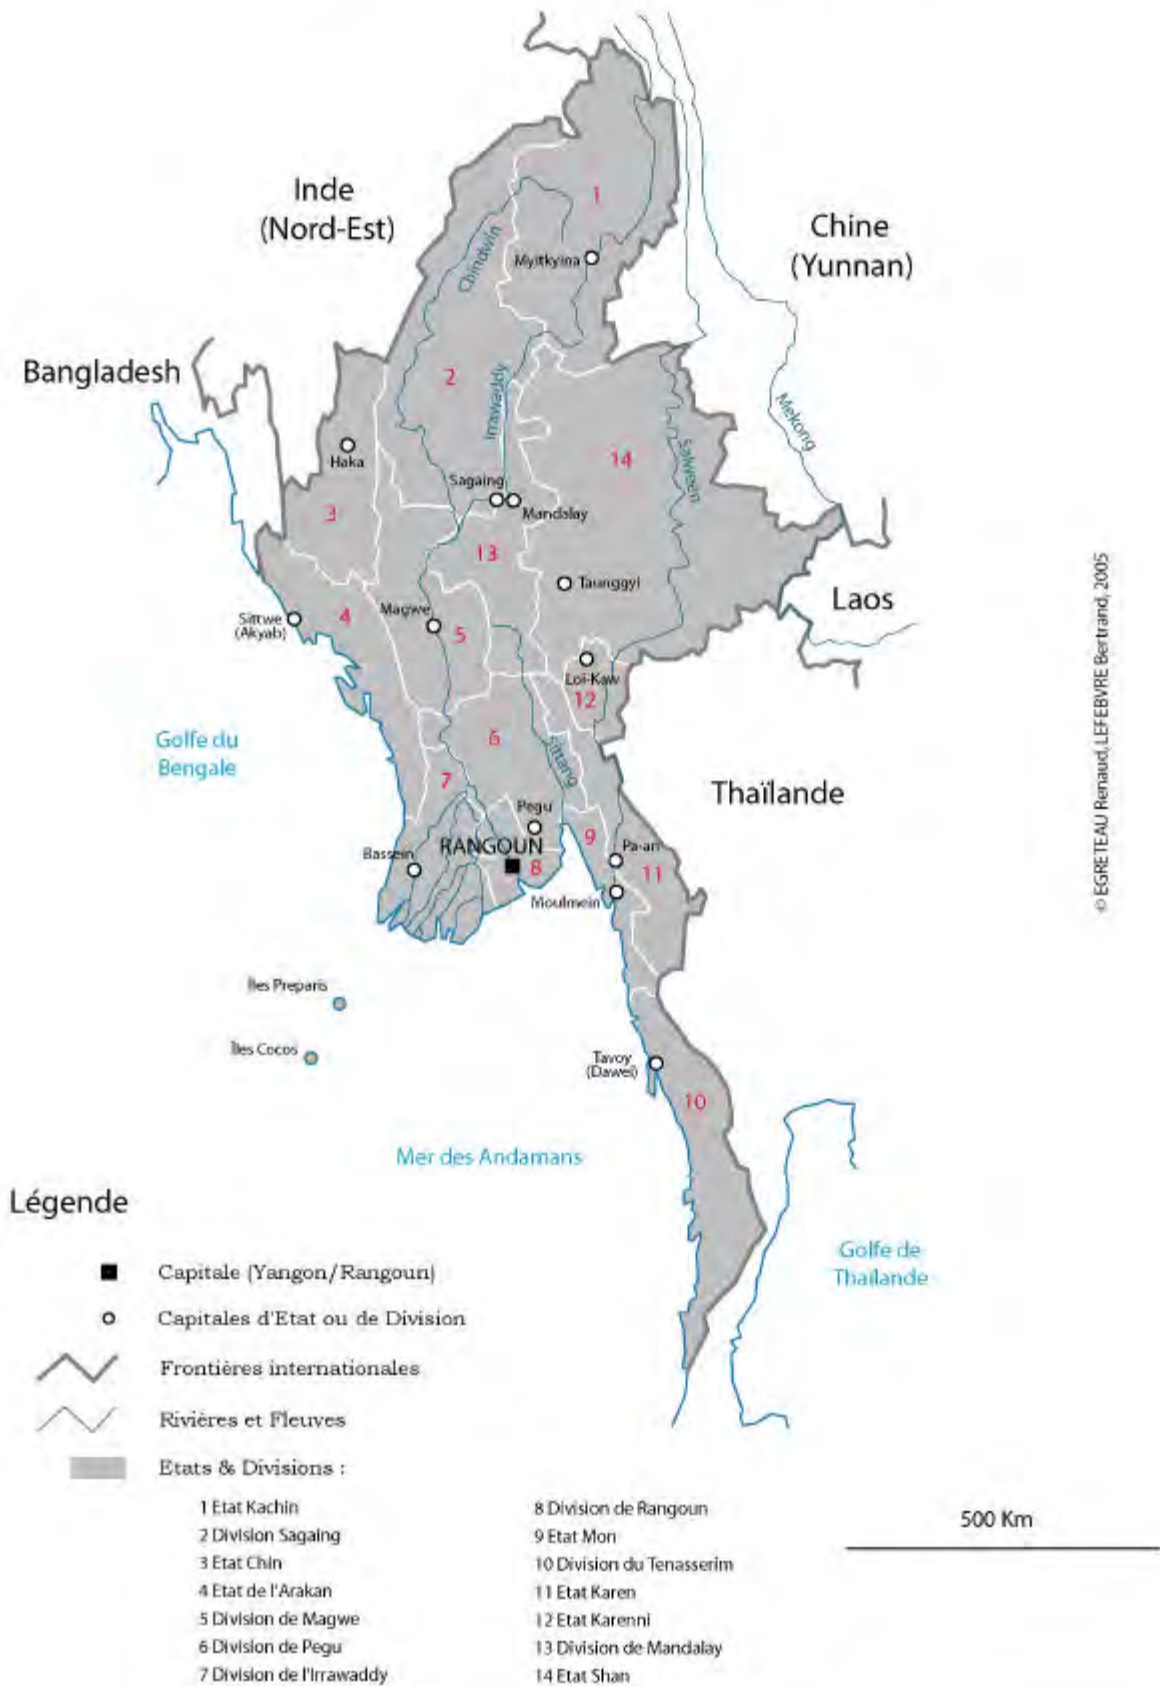 Inde
(Nord-Est)
Chine
(Yunnan)
1
Chindwin
Myitkyina
Bangladesh
2
Irrawaddy
Mekong
Haka
14
Salween
Sagaing
Mandalay
3
13
Taunggyi
Laos
Magwe
4
5
Sittwe
(Akyab)
Loi-Kaw
12
Golfe du
Bengale
6
Sittang
7
Thaïlande
Pegu
9
RANGOUN
Pa-an
Bassein
8
11
Moulmein
Îles Preparis
Îles Cocos
Tavoy
(Dawei)
10
Mer des Andamans
Golfe de
Thaïlande
© EGRETEAU Renaud, LEFEBVRE Bertrand, 2005
Légende
Capitale (Yangon/Rangoun)
Capitales d'Etat ou de Division
Frontières internationales
Rivières et Fleuves
Etats & Divisions :
1 Etat Kachin
2 Division Sagaing
3 Etat Chin
4 Etat de l'Arakan
5 Division de Magwe
6 Division de Pegu
7 Division de l'Irrawaddy
8 Division de Rangoun
9 Etat Mon
10 Division du Tenasserim
11 Etat Karen
12 Etat Karenni
13 Division de Mandalay
14 Etat Shan
500 Km